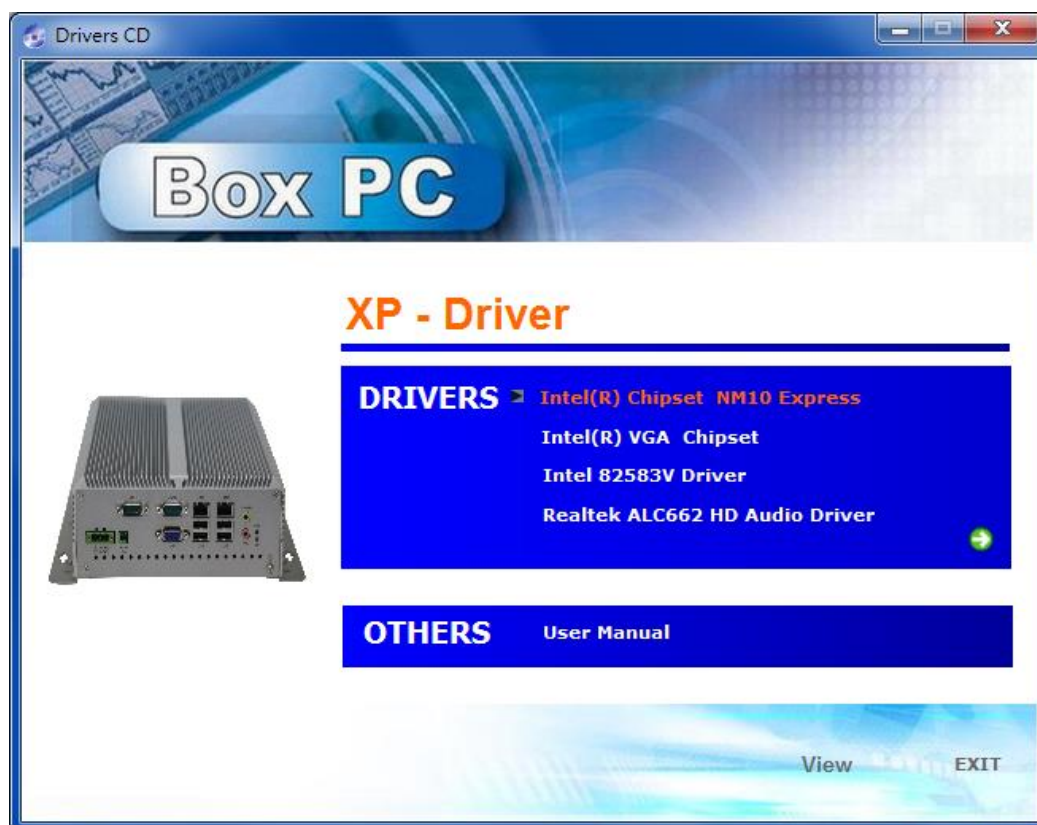 Drivers CD
Box PC
XP - Driver
DRIVERS
Intel(R) Chipset NM10 Express
Intel(R) VGA Chipset
Intel 82583V Driver
Realtek ALC662 HD Audio Driver
OTHERS
User Manual
View
EXIT